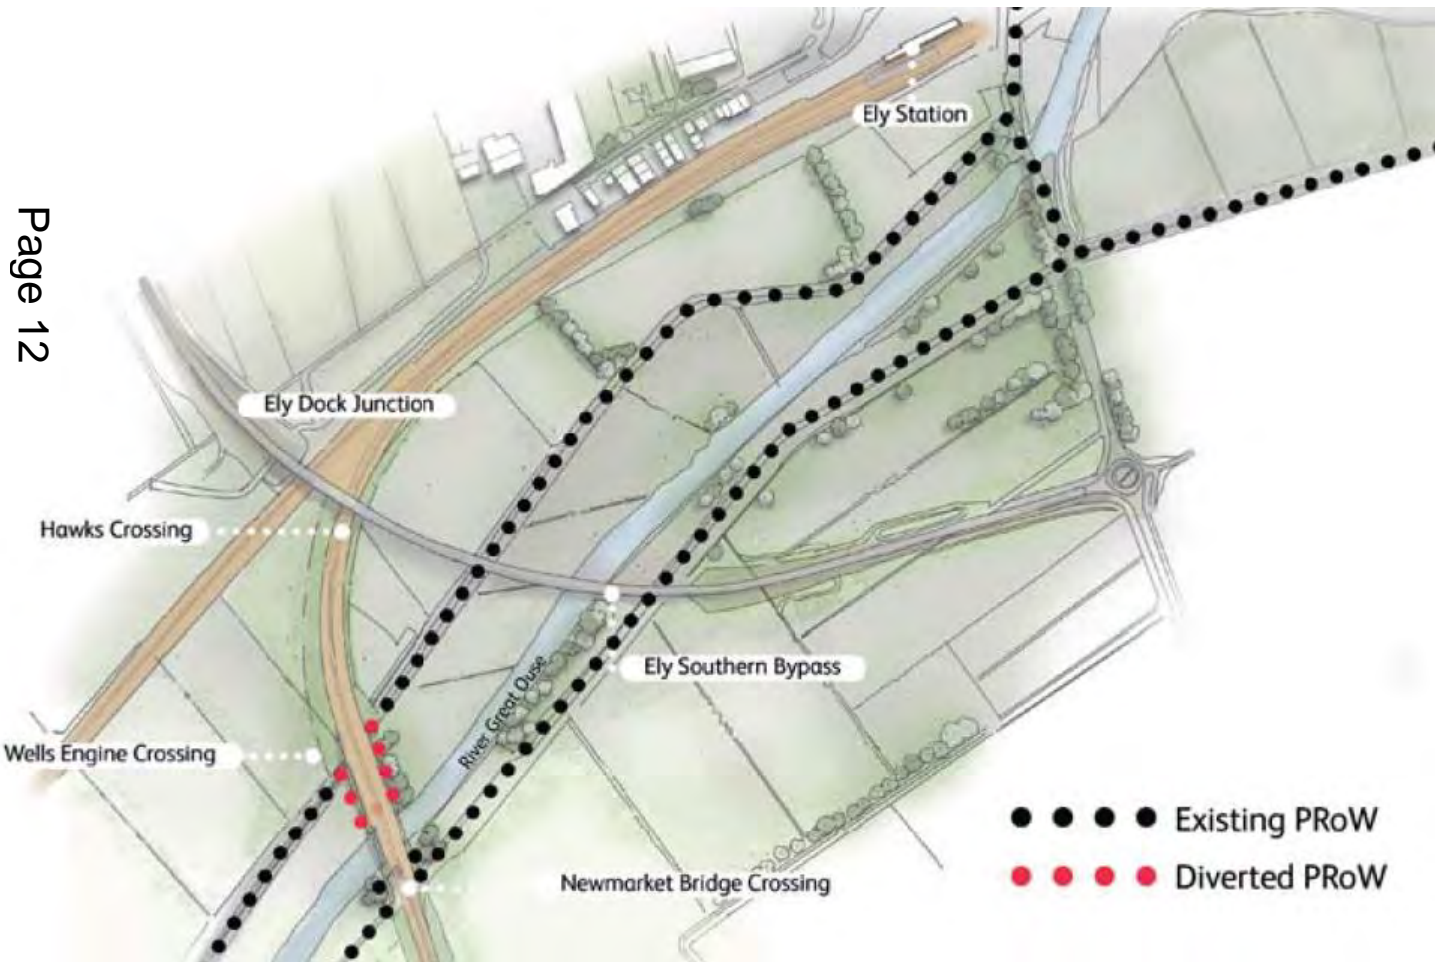 Page 12
Ely Station
Ely Dock Junction
Hawks Crossing
Ely Southern Bypass
River Great Ouse
Wells Engine Crossing
Newmarket Bridge Crossing
Existing PRoW
Diverted PRoW